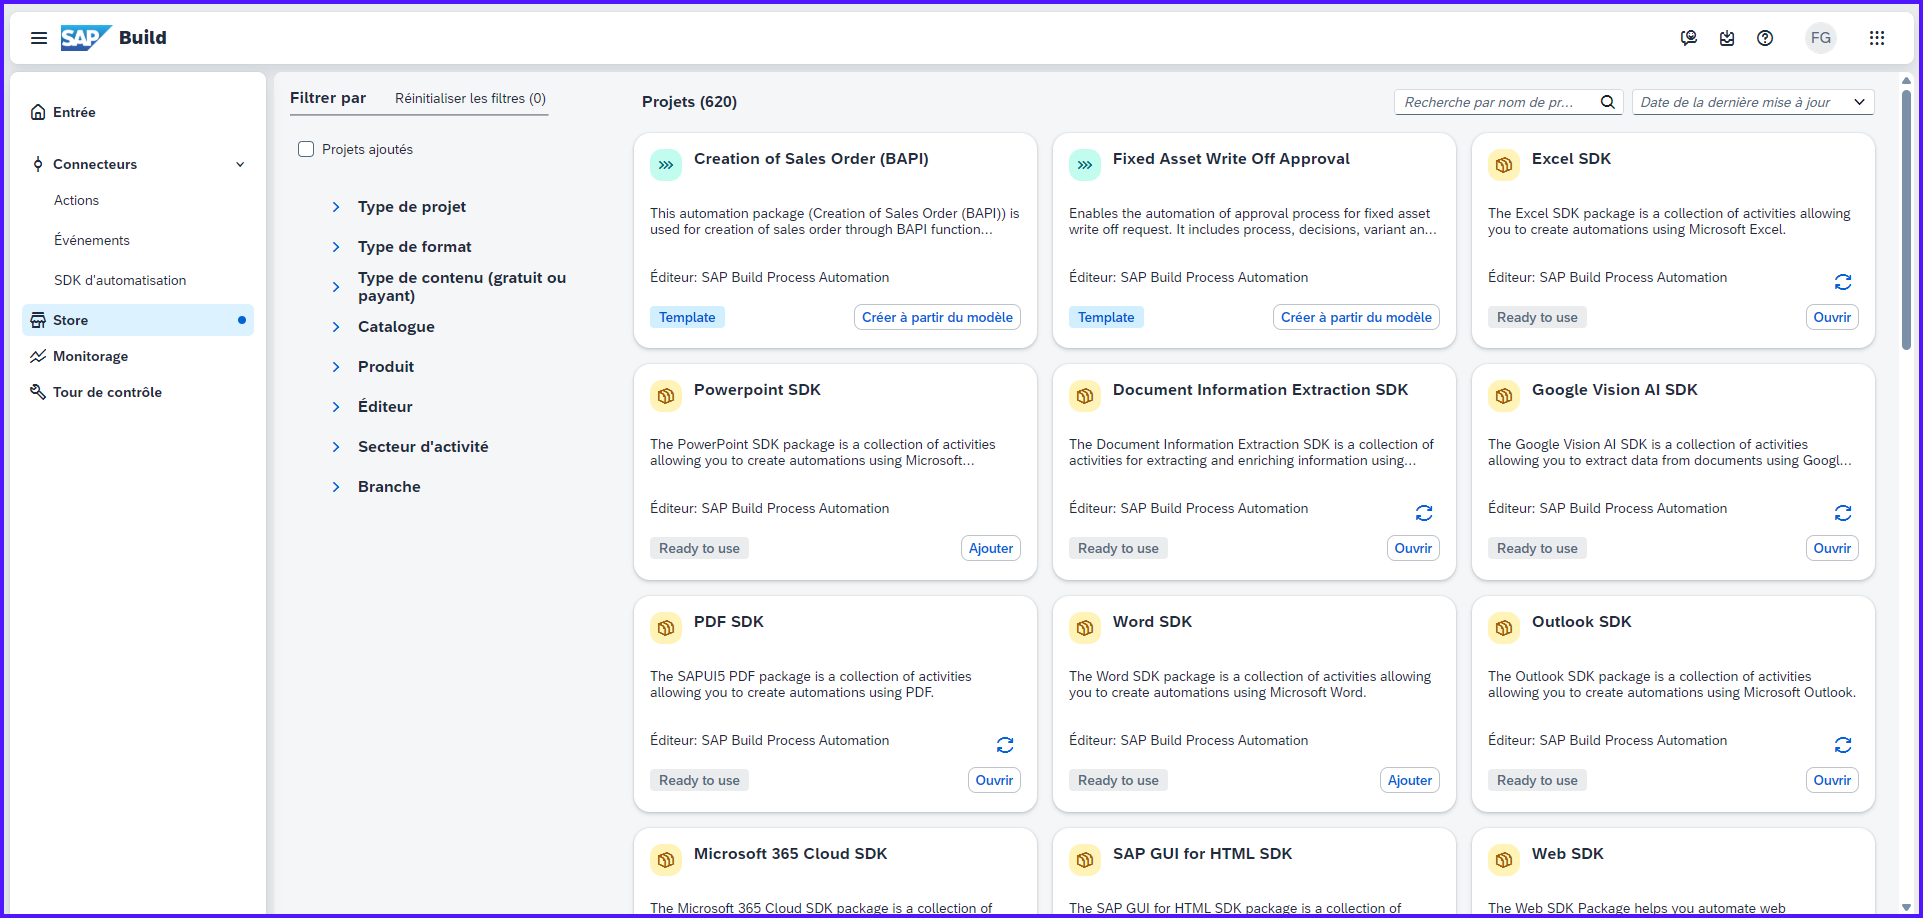 SAP Build
FG
Entrée
Connecteurs
Actions
Événements
SDK d'automatisation
Store
Monitorage
Tour de contrôle
Filtrer par
Réinitialiser les filtres (0)
Projets ajoutés
Type de projet
Type de format
Type de contenu (gratuit ou
payant)
Catalogue
Produit
Éditeur
Secteur d'activité
Branche
Projets (620)
Recherche par nom de pr...
Date de la dernière mise à jour
Creation of Sales Order (BAPI)
This automation package (Creation of Sales Order (BAPI)) is
used for creation of sales order through BAPI function...
Éditeur: SAP Build Process Automation
Template
Créer à partir du modèle
Fixed Asset Write Off Approval
Enables the automation of approval process for fixed asset
write off request. It includes process, decisions, variant an...
Éditeur: SAP Build Process Automation
Template
Créer à partir du modèle
Excel SDK
The Excel SDK package is a collection of activities allowing
you to create automations using Microsoft Excel.
Éditeur: SAP Build Process Automation
Ready to use
Ouvrir
Powerpoint SDK
The PowerPoint SDK package is a collection of activities
allowing you to create automations using Microsoft...
Éditeur: SAP Build Process Automation
Ready to use
Ajouter
Document Information Extraction SDK
The Document Information Extraction SDK is a collection of
activities for extracting and enriching information using...
Éditeur: SAP Build Process Automation
Ready to use
Ouvrir
Google Vision AI SDK
The Google Vision AI SDK is a collection of activities
allowing you to extract data from documents using Googl...
Éditeur: SAP Build Process Automation
Ready to use
Ouvrir
PDF SDK
The SAPUI5 PDF package is a collection of activities
allowing you to create automations using PDF.
Éditeur: SAP Build Process Automation
Ready to use
Ouvrir
Word SDK
The Word SDK package is a collection of activities allowing
you to create automations using Microsoft Word.
Éditeur: SAP Build Process Automation
Ready to use
Ajouter
Outlook SDK
The Outlook SDK package is a collection of activities
allowing you to create automations using Microsoft Outlook.
Éditeur: SAP Build Process Automation
Ready to use
Ouvrir
Microsoft 365 Cloud SDK
The Microsoft 365 Cloud SDK package is a collection of
SAP GUI for HTML SDK
The SAP GUI for HTML SDK package is a collection of
Web SDK
The Web SDK Package helps you automate web